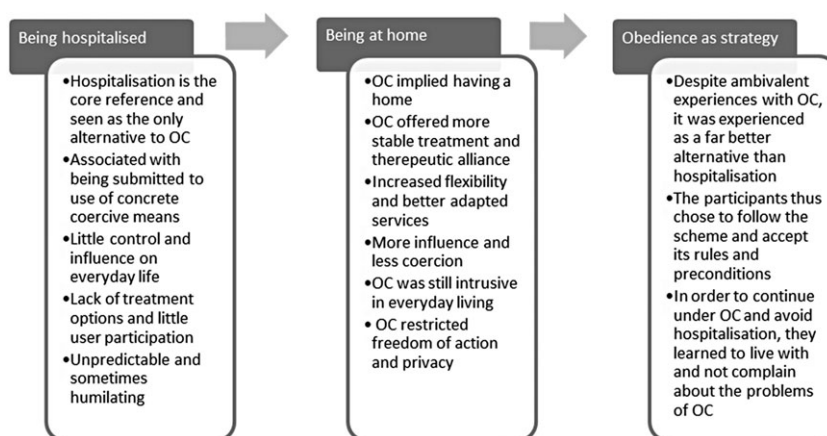 Being hospitalised
•Hospitalisation is the
core reference and
seen as the only
alternative to OC
•Associated with
being submitted to
use of concrete
coercive means
•Little control and
influence on
everyday life
•Lack of treatment
options and little
user participation
•Unpredictable and
sometimes
humilating
Being at home
•OC implied having a
home
•OC offered more
stable treatment and
therepeutic alliance
•Increased flexibility
and better adapted
services
•More influence and
less coercion
•OC was still intrusive
in everyday living
• OC restricted
freedom of action
and privacy
Obedience as strategy
•Despite ambivalent
experiences with OC,
it was experienced
as a far better
alternative than
hospitalisation
•The participants thus
chose to follow the
scheme and accept
its rules and
preconditions
•In order to continue
under OC and avoid
hospitalisation, they
learned to live with
and not complain
about the problems
of OC